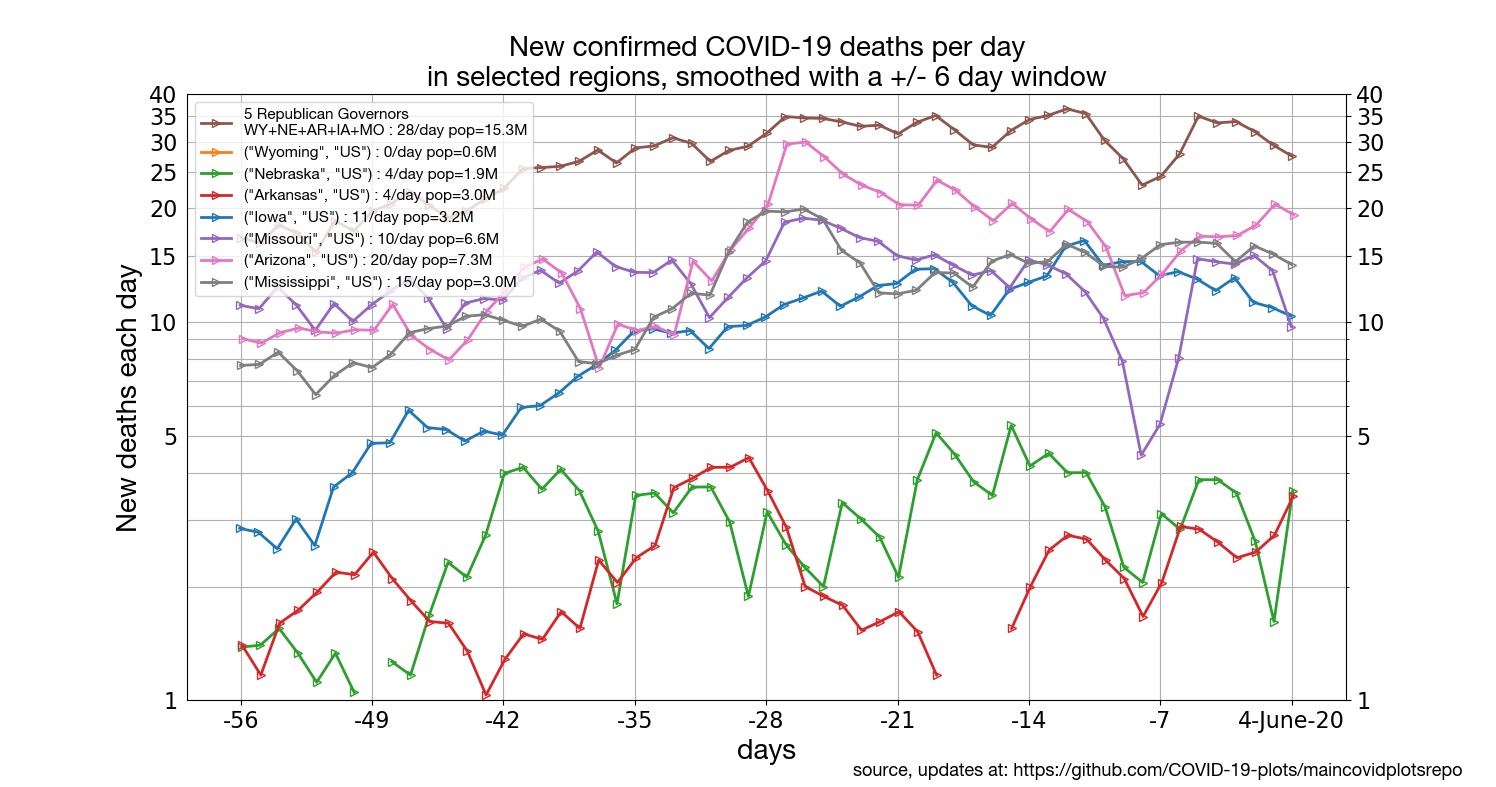 New confirmed COVID-19 deaths per day
in selected regions, smoothed with a +/- 6 day window
40
35
30
25
20
15
10
5
1
New deaths each day
5 Republican Governors
WY+NE+AR+IA+MO : 28/day pop=15.3M
("Wyoming", "US") : 0/day pop=0.6M
("Nebraska", "US") : 4/day pop=1.9M
("Arkansas", "US") : 4/day pop=3.0M
("Iowa", "US") : 11/day pop=3.2M
("Missouri", "US") : 10/day pop=6.6M
("Arizona", "US") : 20/day pop=7.3M
("Mississippi", "US") : 15/day pop=3.0M
40
35
30
25
20
15
10
5
1
-56 -49 -42 -35 -28 -21 -14 -7 4-June-20
days
source, updates at: https://github.com/COVID-19-plots/maincovidplotsrepo